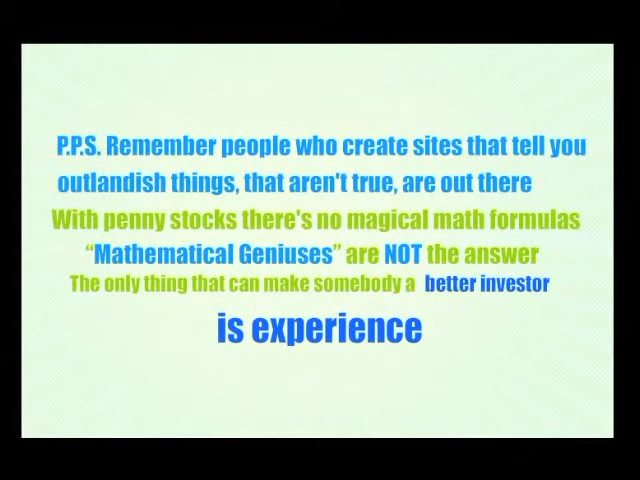 P.P.S. Remember people who create sites that tell you
outlandish things, that aren't true, are out there
With penny stocks there's no magical math formulas
“Mathematical Geniuses” are NOT the answer
The only thing that can make somebody a better investor
is experience